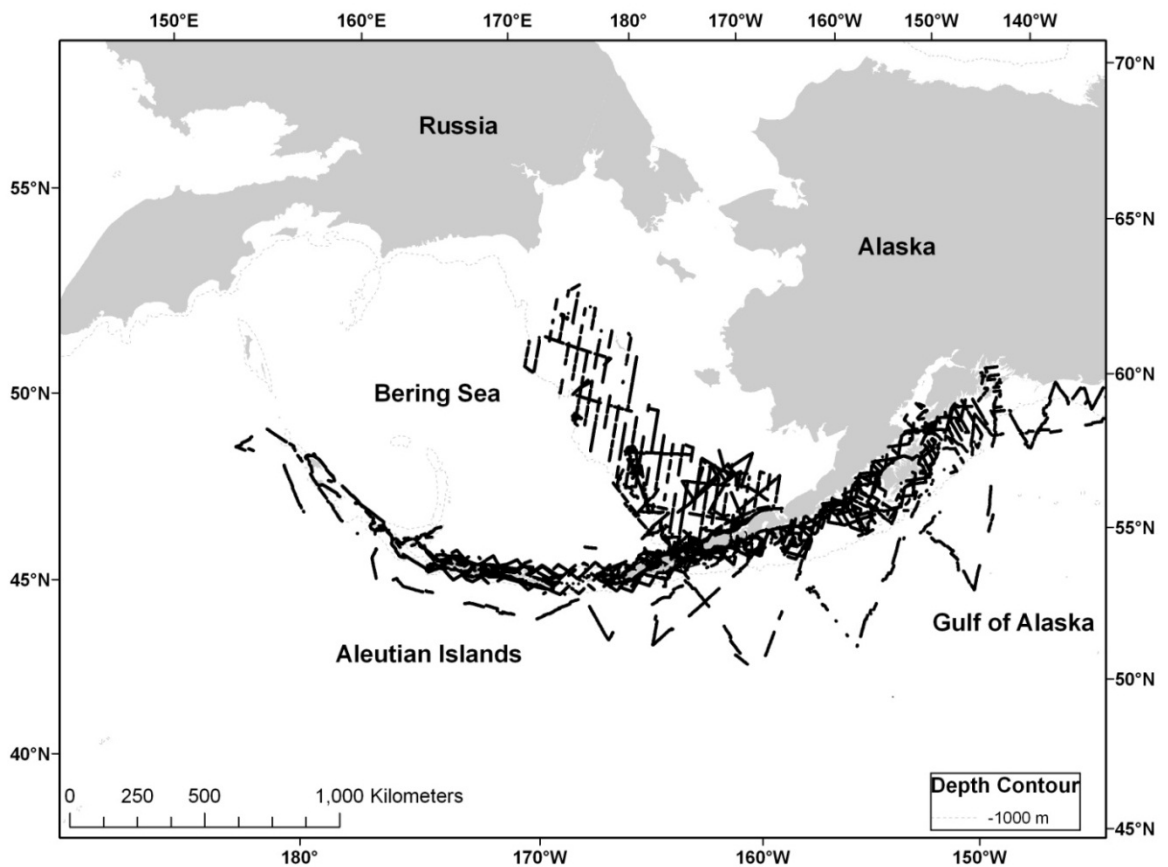 150°E 160°E 170°E 180° 170°W 160°W 150°W 140°W
70°N
Russia
55°N
65°N
Alaska
60°N
50°N
Bering Sea
55°N
45°N
Gulf of Alaska
Aleutian Islands
50°N
40°N
Depth Contour
0 250 500 1,000 Kilometers
-1000 m
45°N
180° 170°W 160°W 150°W